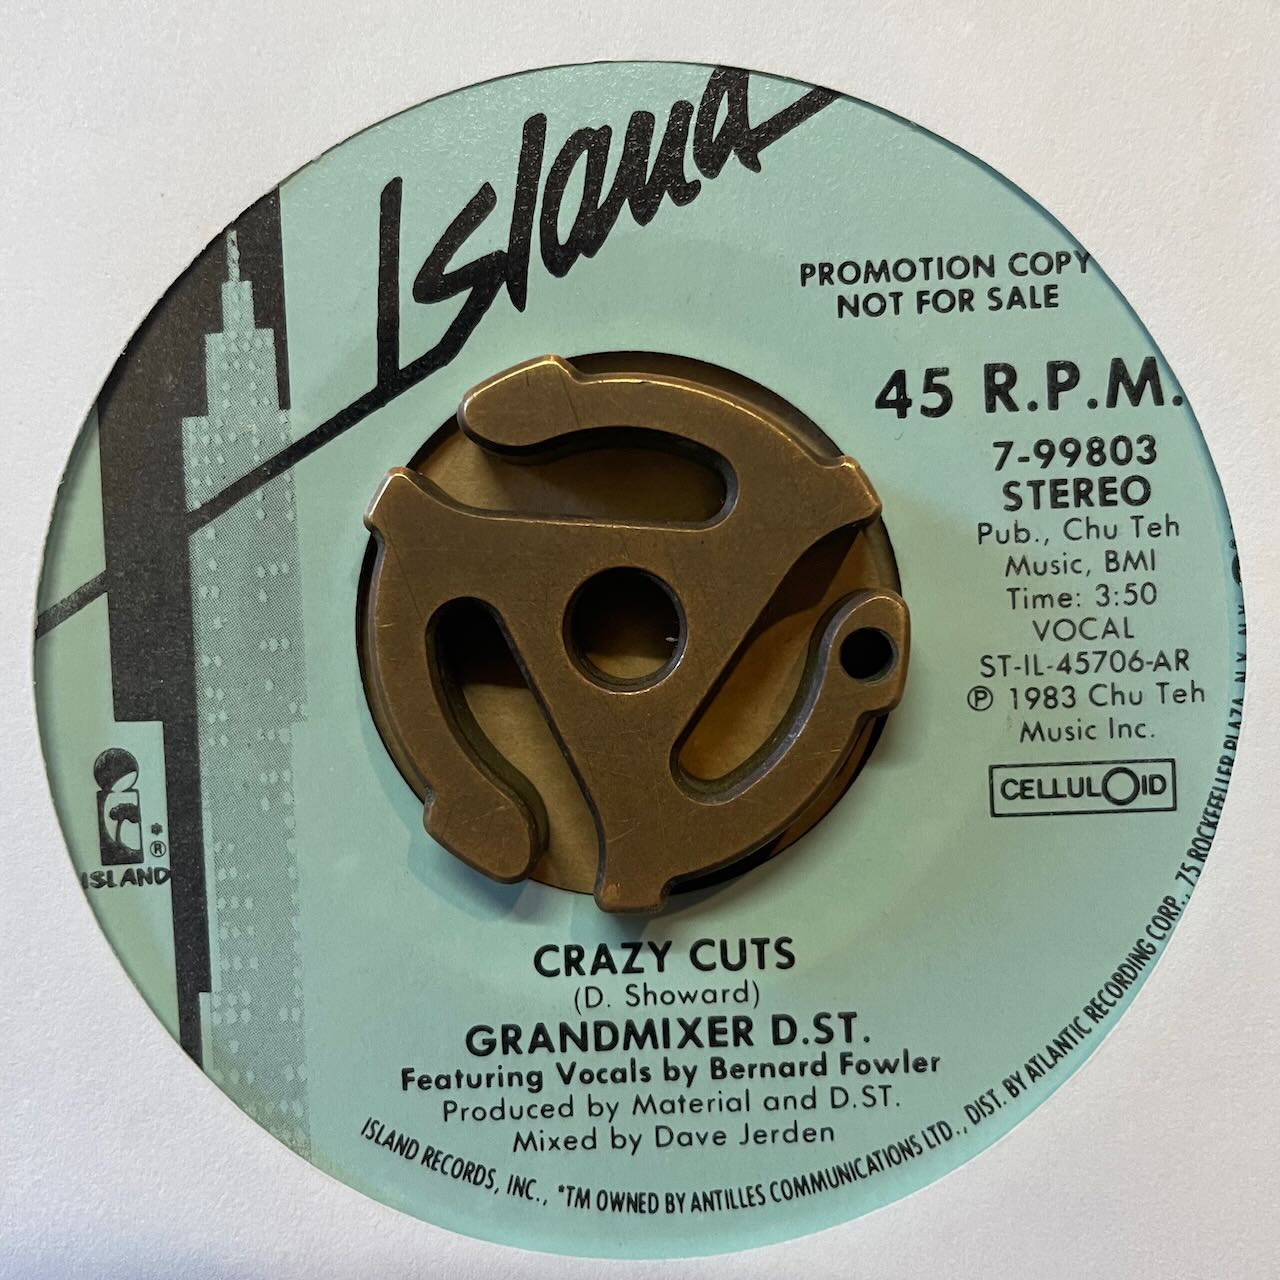 Island
PROMOTION COPY
NOT FOR SALE
45 R.P.M.
7-99803
STEREO
Pub., Chu Teh
Music, BMI
Time: 3:50
VOCAL
ST-IL-45706-AR
℗ 1983 Chu Teh
Music Inc.
CELLULOID
*®
ISLAND
CRAZY CUTS
(D. Showard)
GRANDMIXER D.ST.
Featuring Vocals by Bernard Fowler
Produced by Material and D.ST.
Mixed by Dave Jerden
ISLAND RECORDS, INC., *TM OWNED BY ANTILLES COMMUNICATIONS LTD., DIST. BY ATLANTIC RECORDING CORP., 75 ROCKEFELLER PLAZA, N.Y. N.Y.